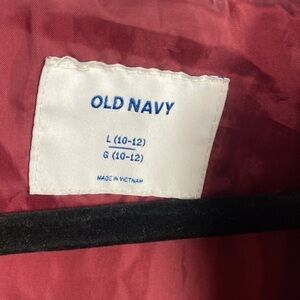 OLD NAVY
L (10-12)
G (10-12)
MADE IN VIETNAM